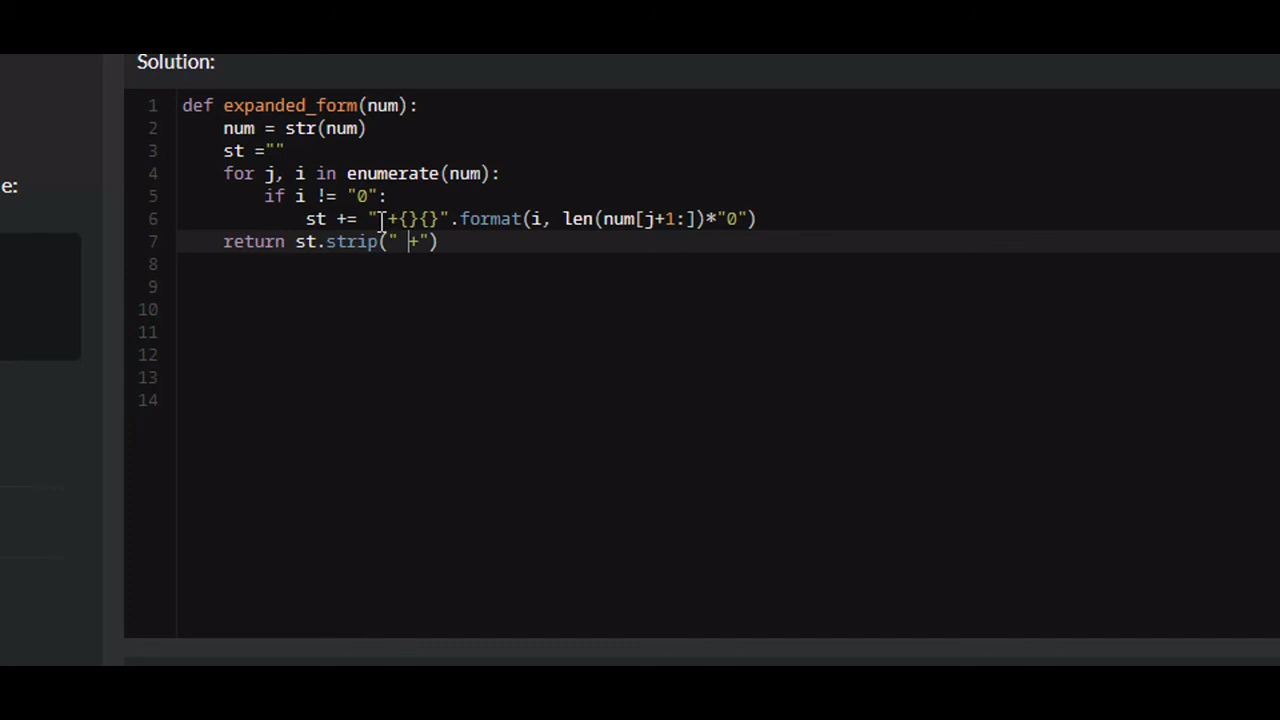 Solution:
e:
1 def expanded_form(num):
2     num = str(num)
3     st =""
4     for j, i in enumerate(num):
5         if i != "0":
6             st += " +{}{}".format(i, len(num[j+1:])*"0")
7     return st.strip(" +")
8
9
10
11
12
13
14